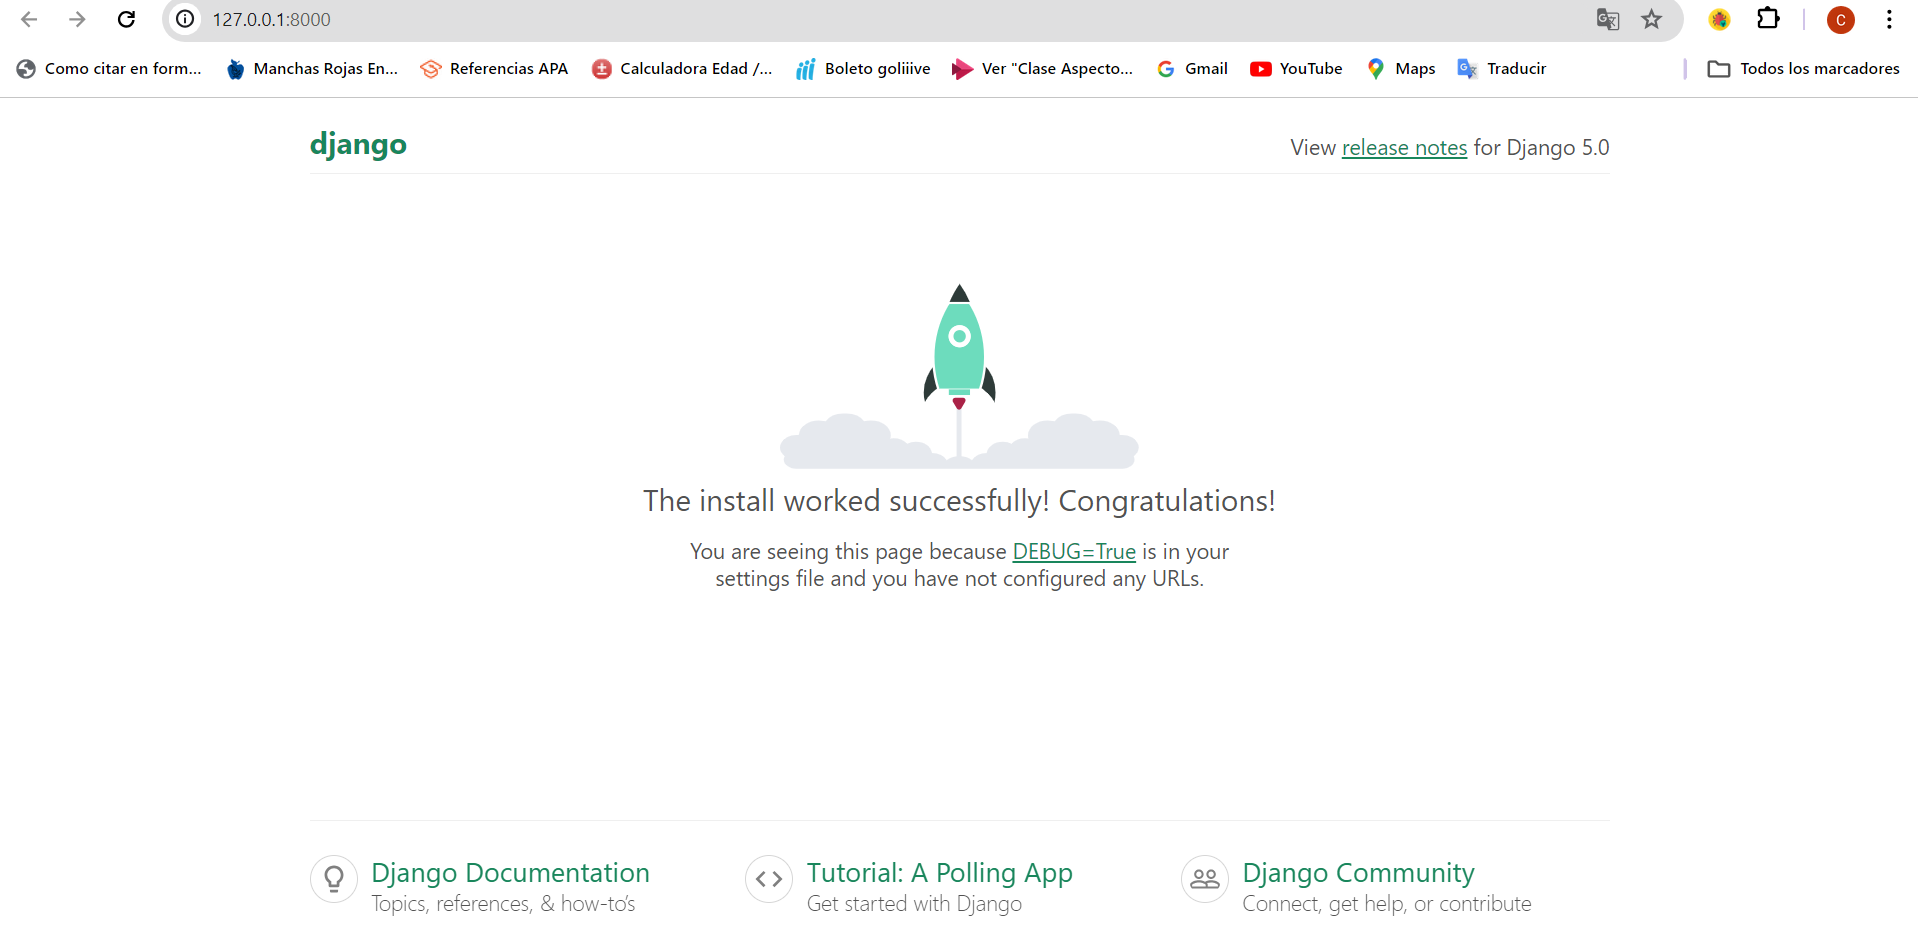 127.0.0.1:8000
C
Como citar en form...
Manchas Rojas En...
Referencias APA
Calculadora Edad /...
Boleto goliiive
Ver "Clase Aspecto...
Gmail
YouTube
Maps
Traducir
Todos los marcadores
django
View release notes for Django 5.0
The install worked successfully! Congratulations!
You are seeing this page because DEBUG=True is in your
settings file and you have not configured any URLs.
Django Documentation
Topics, references, & how-to's
Tutorial: A Polling App
Get started with Django
Django Community
Connect, get help, or contribute